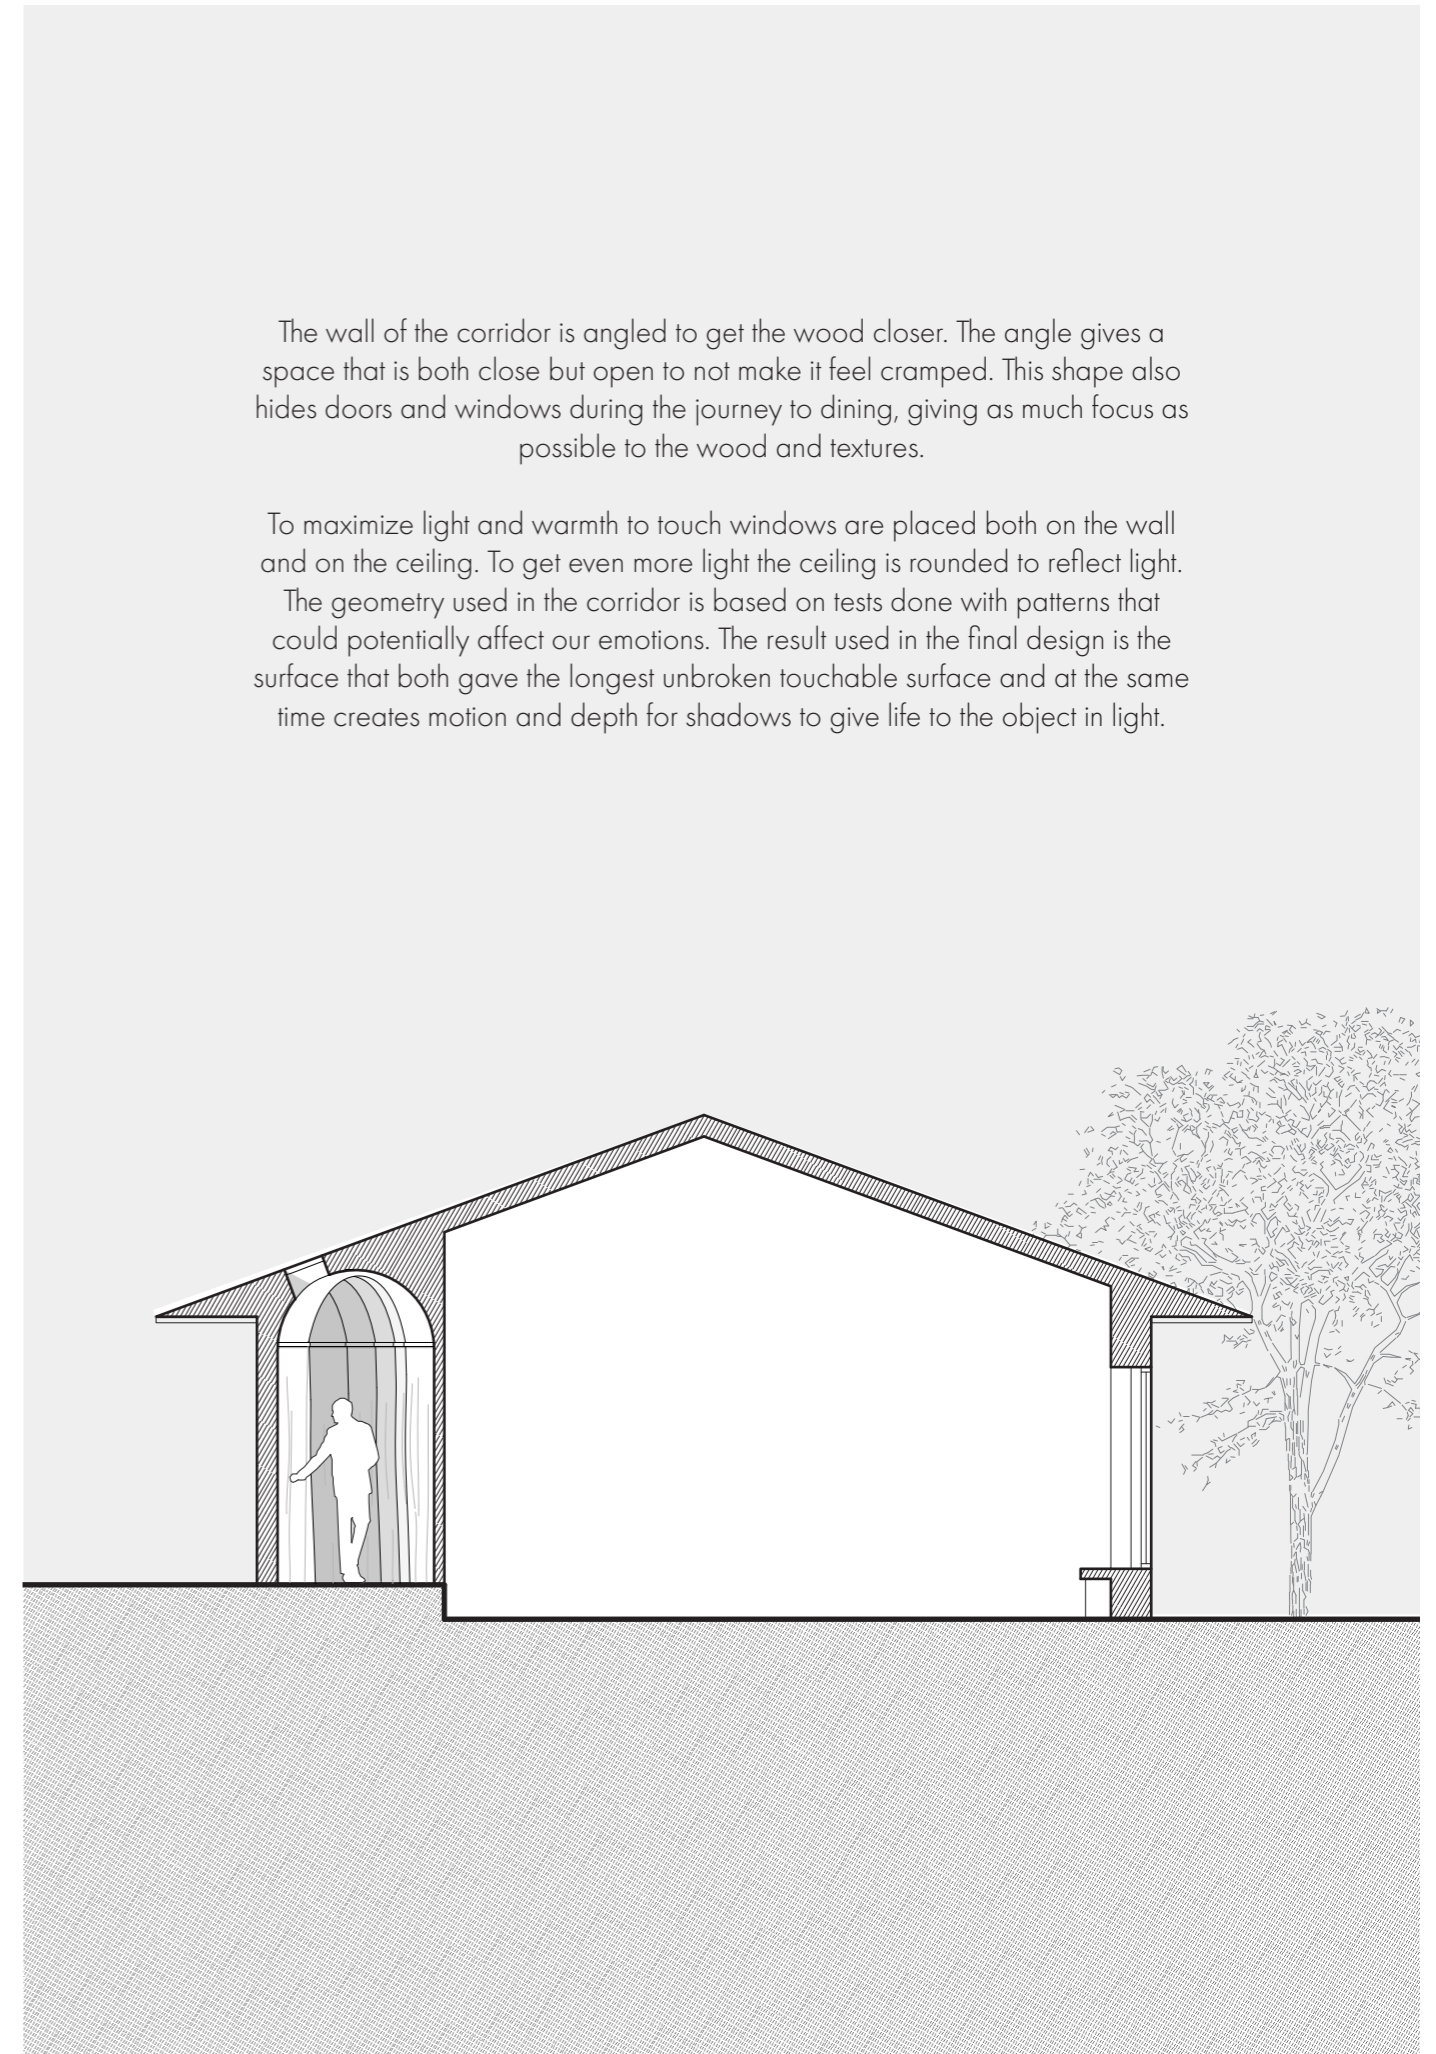 The wall of the corridor is angled to get the wood closer. The angle gives a
space that is both close but open to not make it feel cramped. This shape also
hides doors and windows during the journey to dining, giving as much focus as
possible to the wood and textures.
To maximize light and warmth to touch windows are placed both on the wall
and on the ceiling. To get even more light the ceiling is rounded to reflect light.
The geometry used in the corridor is based on tests done with patterns that
could potentially affect our emotions. The result used in the final design is the
surface that both gave the longest unbroken touchable surface and at the same
time creates motion and depth for shadows to give life to the object in light.